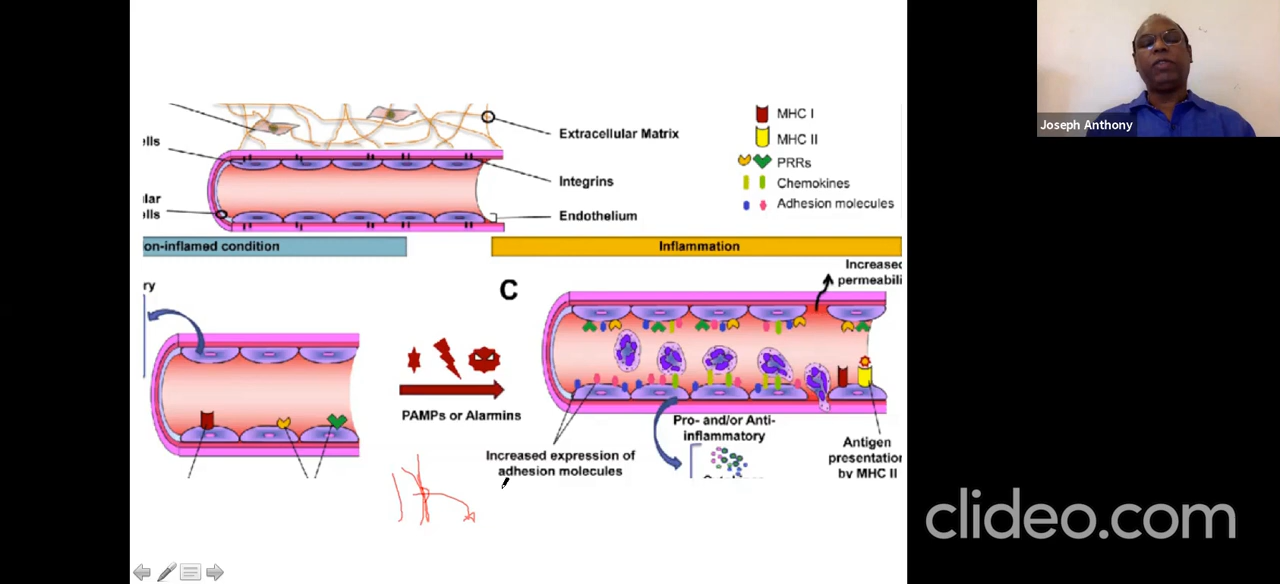 Joseph Anthony
Extracellular Matrix
MHC I
MHC II
ells
PRRs
Integrins
Chemokines
lar
ells
Endothelium
Adhesion molecules
on-inflamed condition
Inflammation
Increased
permeabili
ry
C
PAMPs or Alarmins
Pro- and/or Anti-
inflammatory
Increased expression of
adhesion molecules
Antigen
presentation
by MHC II
clideo.com